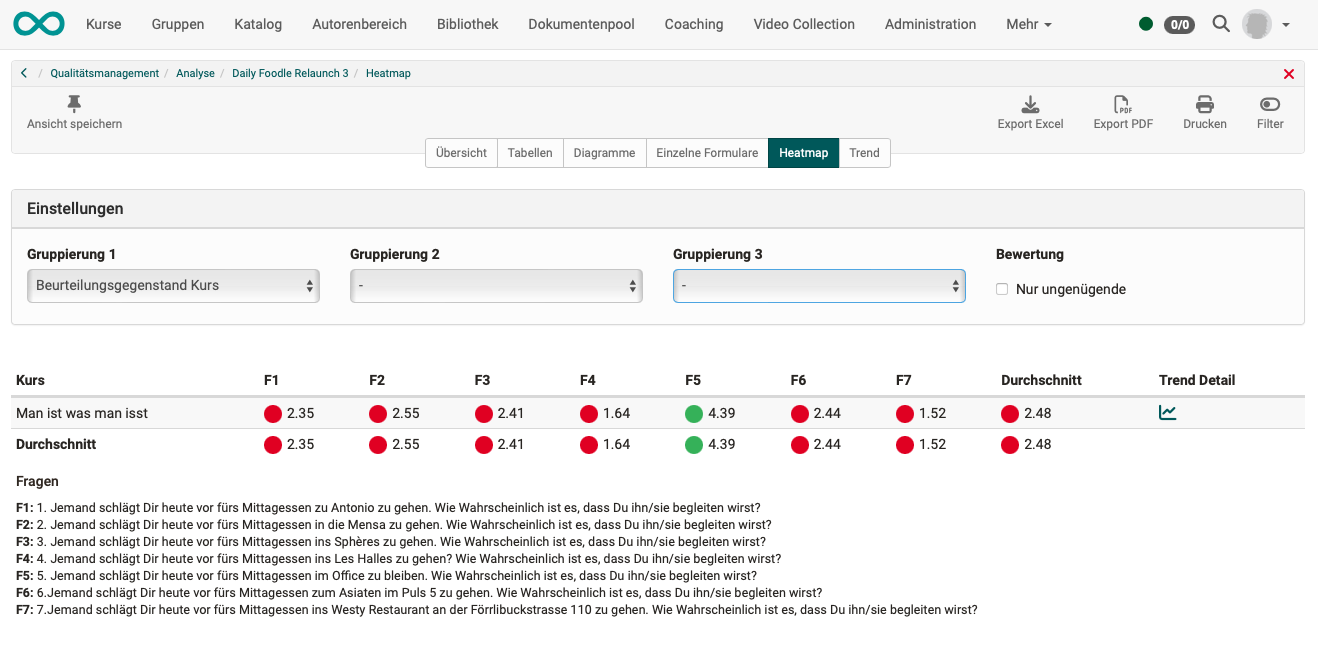 Kurse Gruppen Katalog Autorenbereich Bibliothek Dokumentenpool Coaching Video Collection Administration Mehr 0/0
/ Qualitätsmanagement / Analyse / Daily Foodle Relaunch 3 / Heatmap
Ansicht speichern Export Excel Export PDF Drucken Filter
Übersicht Tabellen Diagramme Einzelne Formulare Heatmap Trend
Einstellungen
Gruppierung 1 Gruppierung 2 Gruppierung 3 Bewertung
Beurteilungsgegenstand Kurs - - Nur ungenügende
Kurs F1 F2 F3 F4 F5 F6 F7 Durchschnitt Trend Detail
Man ist was man isst 2.35 2.55 2.41 1.64 4.39 2.44 1.52 2.48
Durchschnitt 2.35 2.55 2.41 1.64 4.39 2.44 1.52 2.48
Fragen
F1: 1. Jemand schlägt Dir heute vor fürs Mittagessen zu Antonio zu gehen. Wie Wahrscheinlich ist es, dass Du ihn/sie begleiten wirst?
F2: 2. Jemand schlägt Dir heute vor fürs Mittagessen in die Mensa zu gehen. Wie Wahrscheinlich ist es, dass Du ihn/sie begleiten wirst?
F3: 3. Jemand schlägt Dir heute vor fürs Mittagessen ins Sphères zu gehen. Wie Wahrscheinlich ist es, dass Du ihn/sie begleiten wirst?
F4: 4. Jemand schlägt Dir heute vor fürs Mittagessen ins Les Halles zu gehen? Wie Wahrscheinlich ist es, dass Du ihn/sie begleiten wirst?
F5: 5. Jemand schlägt Dir heute vor fürs Mittagessen im Office zu bleiben. Wie Wahrscheinlich ist es, dass Du ihn/sie begleiten wirst?
F6: 6.Jemand schlägt Dir heute vor fürs Mittagessen zum Asiaten im Puls 5 zu gehen. Wie Wahrscheinlich ist es, dass Du ihn/sie begleiten wirst?
F7: 7.Jemand schlägt Dir heute vor fürs Mittagessen ins Westy Restaurant an der Förrlibuckstrasse 110 zu gehen. Wie Wahrscheinlich ist es, dass Du ihn/sie begleiten wirst?